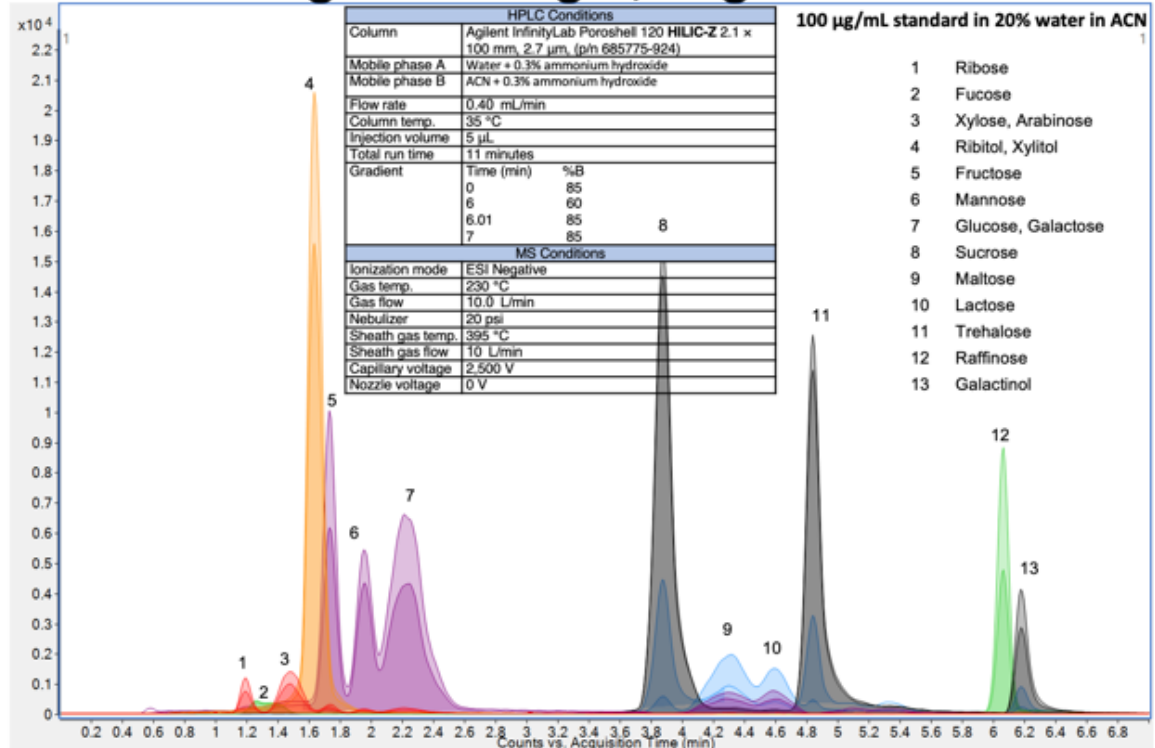 x10 4
1
2.2
2.1
2
1.9
1.8
1.7
1.6
1.5
1.4
1.3
1.2
1.1
1
0.9
0.8
0.7
0.6
0.5
0.4
0.3
0.2
0.1
0
HPLC Conditions
Column Agilent InfinityLab Poroshell 120 HILIC-Z 2.1 ×
100 mm, 2.7 µm, (p/n 685775-924)
Mobile phase A Water + 0.3% ammonium hydroxide
Mobile phase B ACN + 0.3% ammonium hydroxide
Flow rate 0.40 mL/min
Column temp. 35 °C
Injection volume 5 µL
Total run time 11 minutes
Gradient Time (min) %B
0 85
6 60
6.01 85
7 85
MS Conditions
Ionization mode ESI Negative
Gas temp. 230 °C
Gas flow 10.0 L/min
Nebulizer 20 psi
Sheath gas temp. 395 °C
Sheath gas flow 10 L/min
Capillary voltage 2,500 V
Nozzle voltage 0 V
100 µg/mL standard in 20% water in ACN
1
1 Ribose
2 Fucose
3 Xylose, Arabinose
4 Ribitol, Xylitol
5 Fructose
6 Mannose
7 Glucose, Galactose
8 Sucrose
9 Maltose
10 Lactose
11 Trehalose
12 Raffinose
13 Galactinol
1
2
3
4
5
6
7
8
9
10
11
12
13
0.2 0.4 0.6 0.8 1 1.2 1.4 1.6 1.8 2 2.2 2.4 2.6 2.8 3 3.2 3.4 3.6 3.8 4 4.2 4.4 4.6 4.8 5 5.2 5.4 5.6 5.8 6 6.2 6.4 6.6 6.8
Counts vs. Acquisition Time (min)